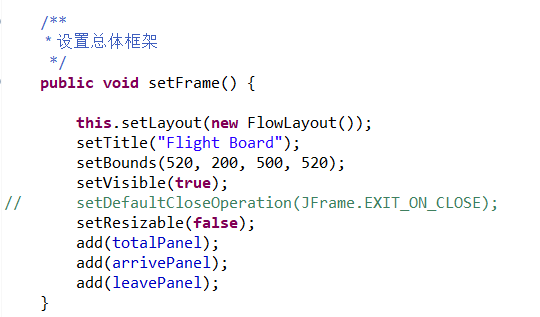 /**
* 设置总体框架
*/
public void setFrame() {
this.setLayout(new FlowLayout());
setTitle("Flight Board");
setBounds(520, 200, 500, 520);
setVisible(true);
// setDefaultCloseOperation(JFrame.EXIT_ON_CLOSE);
setResizable(false);
add(totalPanel);
add(arrivePanel);
add(leavePanel);
}